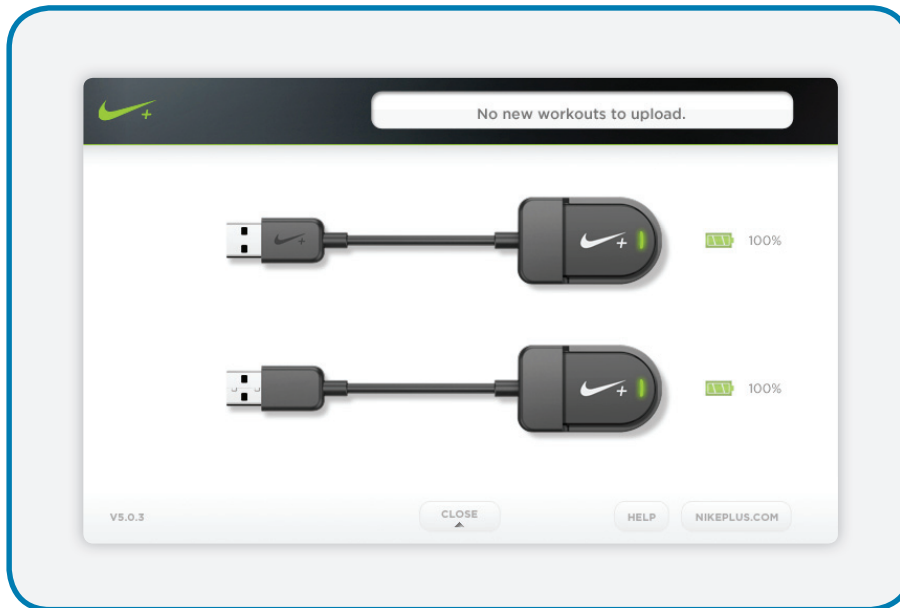 No new workouts to upload.
100%
100%
V5.0.3
CLOSE
HELP
NIKEPLUS.COM